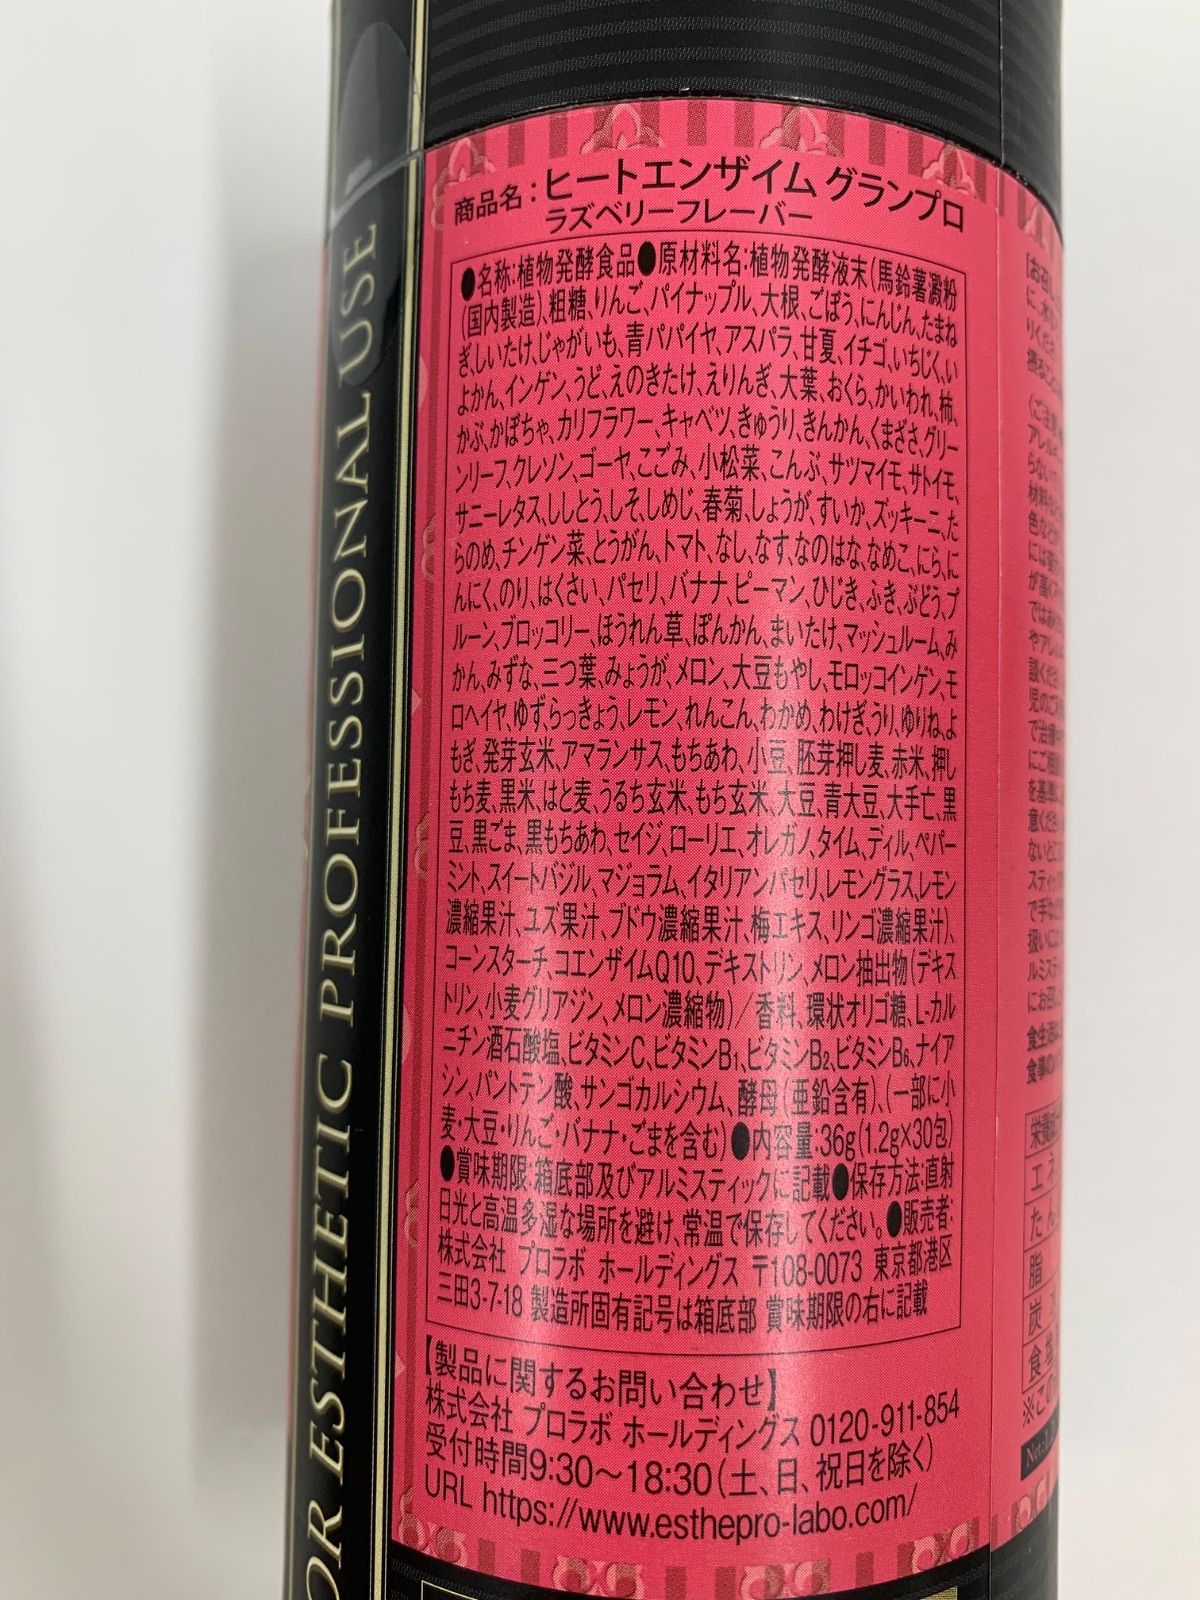 FOR ESTHETIC PROFESSIONAL USE
商品名：ヒートエンザイム グランプロ
ラズベリーフレーバー
●名称:植物発酵食品●原材料名:植物発酵液末(馬鈴薯澱粉
(国内製造)、粗糖、りんご、パイナップル、大根、ごぼう、にんじん、たまね
ぎ、しいたけ、じゃがいも、青パパイヤ、アスパラ、甘夏、イチゴ、いちじく、い
よかん、インゲン、うど、えのきたけ、えりんぎ、大葉、おくら、かいわれ、柿、
かぶ、かぼちゃ、カリフラワー、キャベツ、きゅうり、きんかん、くまざさ、グリー
ンリーフ、クレソン、ゴーヤ、こごみ、小松菜、こんぶ、サツマイモ、サトイモ、
サニーレタス、ししとう、しそ、しめじ、春菊、しょうが、すいか、ズッキーニ、た
らのめ、チンゲン菜、とうがん、トマト、なし、なす、なのはな、なめこ、にら、に
んにく、のり、はくさい、パセリ、バナナ、ピーマン、ひじき、ふき、ぶどう、プ
ルーン、ブロッコリー、ほうれん草、ぽんかん、まいたけ、マッシュルーム、み
かん、みずな、三つ葉、みょうが、メロン、大豆もやし、モロッコインゲン、モ
ロヘイヤ、ゆず、らっきょう、レモン、れんこん、わかめ、わけぎ、うり、ゆりね、よ
もぎ、発芽玄米、アマランサス、もちあわ、小豆、胚芽押し麦、赤米、押し
もち麦、黒米、はと麦、うるち玄米、もち玄米、大豆、青大豆、大手亡、黒
豆、黒ごま、黒もちあわ、セイジ、ローリエ、オレガノ、タイム、ディル、ペパー
ミント、スイートバジル、マジョラム、イタリアンパセリ、レモングラス、レモン
濃縮果汁、ユズ果汁、ブドウ濃縮果汁、梅エキス、リンゴ濃縮果汁)、
コーンスターチ、コエンザイムQ10、デキストリン、メロン抽出物(デキス
トリン、小麦グリアジン、メロン濃縮物)/香料、環状オリゴ糖、L-カル
ニチン酒石酸塩、ビタミンC、ビタミンB1、ビタミンB2、ビタミンB6、ナイア
シン、パントテン酸、サンゴカルシウム、酵母(亜鉛含有)、(一部に小
麦・大豆・りんご・バナナ・ごまを含む)●内容量:36g(1.2g×30包)
●賞味期限:箱底部及びアルミスティックに記載●保存方法:直射
日光と高温多湿な場所を避け、常温で保存してください。●販売者:
株式会社 プロラボ ホールディングス 〒108-0073 東京都港区
三田3-7-18 製造所固有記号は箱底部 賞味期限の右に記載
【製品に関するお問い合わせ】
株式会社 プロラボ ホールディングス 0120-911-854
受付時間9:30～18:30(土、日、祝日を除く)
URL https://www.esthepro-labo.com/